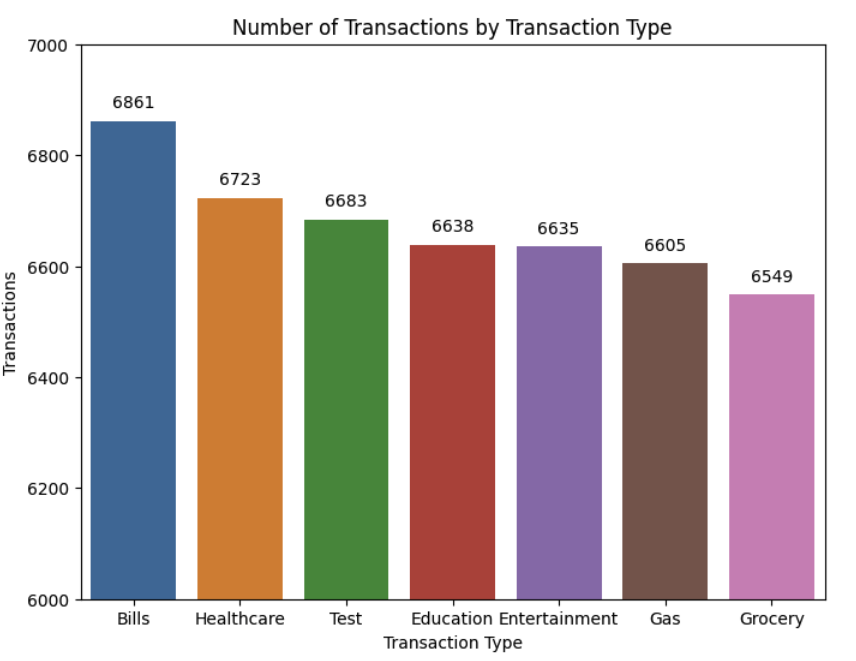 Number of Transactions by Transaction Type
7000
6800
6600
6400
6200
6000
Transactions
6861
6723
6683
6638
6635
6605
6549
Bills
Healthcare
Test
Education
Entertainment
Gas
Grocery
Transaction Type